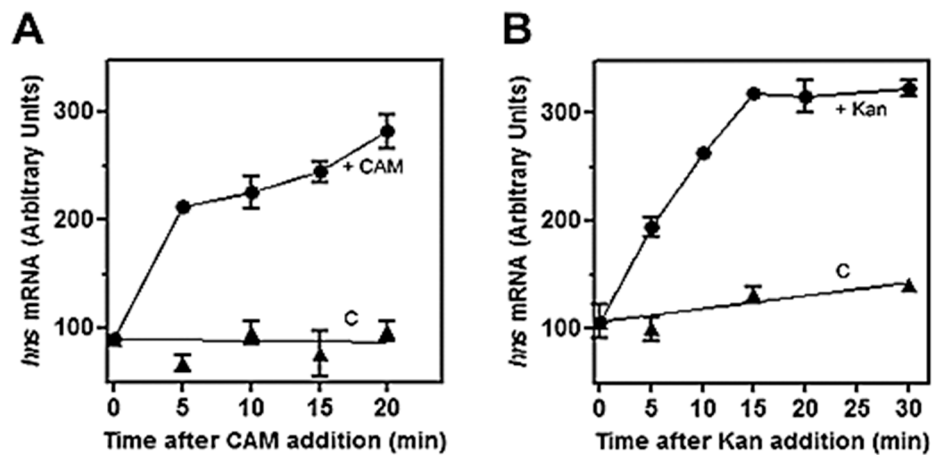 A
hns mRNA (Arbitrary Units)
300
200
100
+ CAM
C
0 5 10 15 20
Time after CAM addition (min)
B
hns mRNA (Arbitrary Units)
300
200
100
+ Kan
C
0 5 10 15 20 25 30
Time after Kan addition (min)